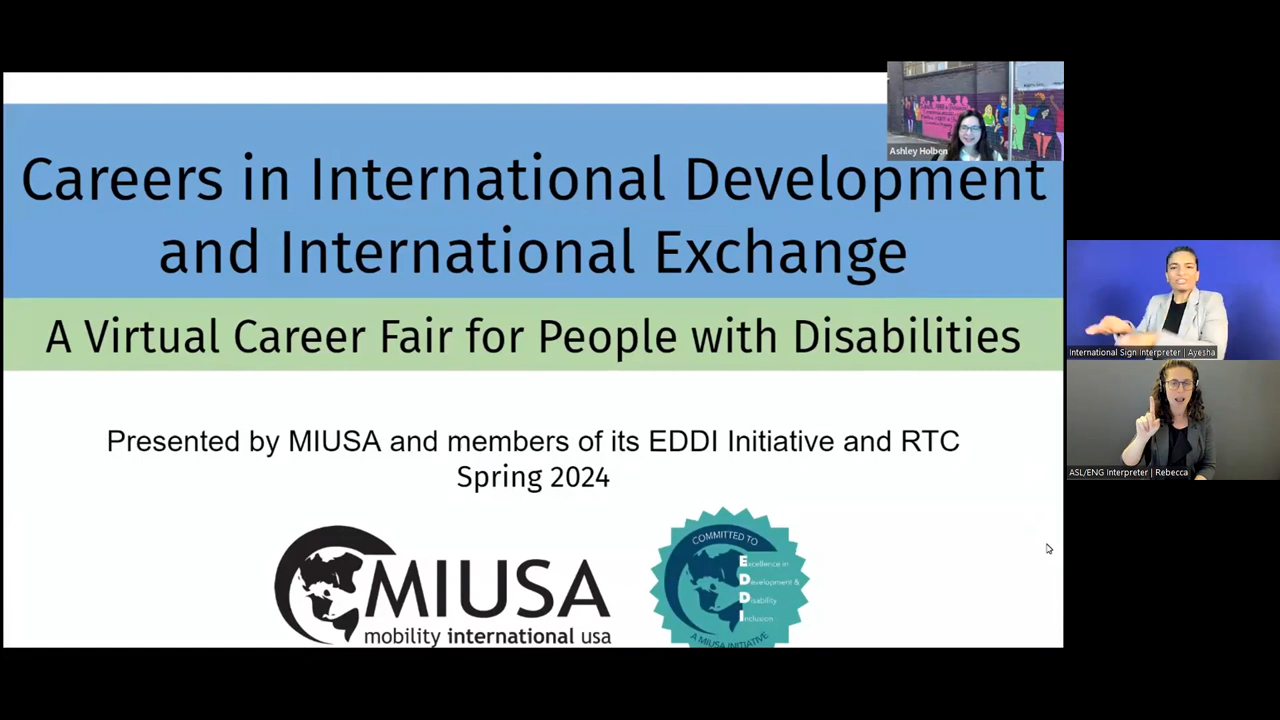 Ashley Holben
Careers in International Development
and International Exchange
A Virtual Career Fair for People with Disabilities
Presented by MIUSA and members of its EDDI Initiative and RTC
Spring 2024
MIUSA
mobility international usa
COMMITTED TO
Excellence in
Development &
Disability
Inclusion
A MIUSA INITIATIVE
International Sign Interpreter | Ayesha
ASL/ENG Interpreter | Rebecca